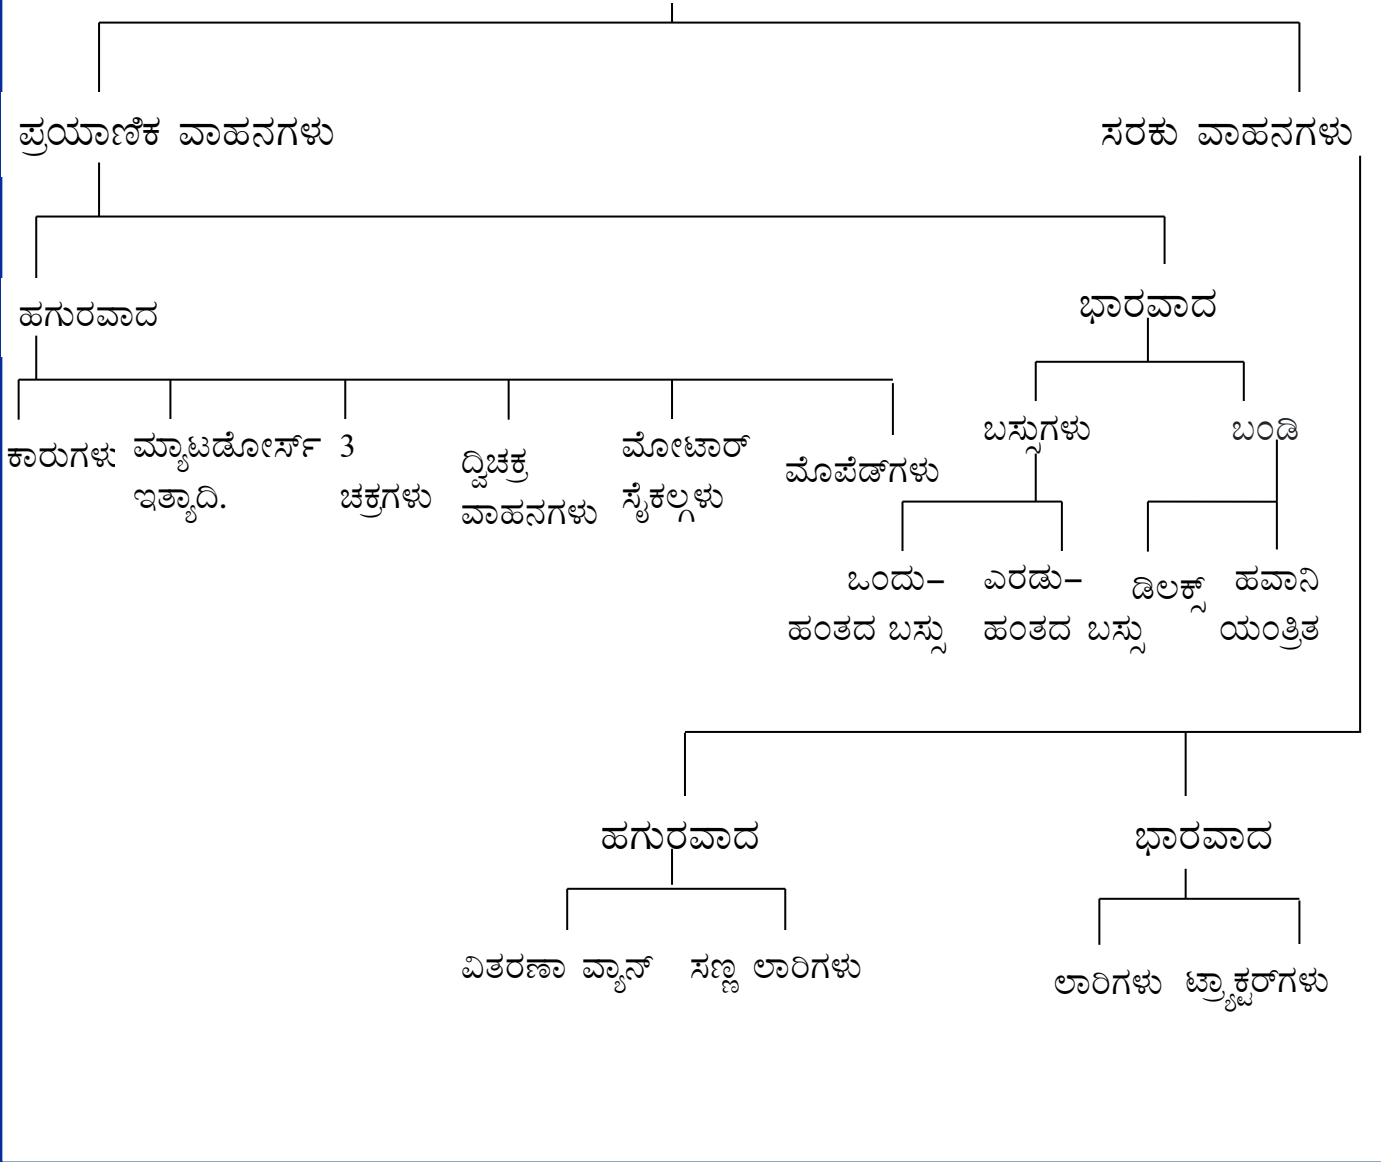 ಪ್ರಯಾಣಿಕ ವಾಹನಗಳು
ಸರಕು ವಾಹನಗಳು
ಹಗುರವಾದ
ಭಾರವಾದ
ಕಾರುಗಳು
ಮ್ಯಾಟಡೋರ್ಸ್
ಇತ್ಯಾದಿ.
3
ಚಕ್ರಗಳು
ದ್ವಿಚಕ್ರ
ವಾಹನಗಳು
ಮೋಟಾರ್
ಸೈಕಲ್ಗಳು
ಮೊಪೆಡ್‌ಗಳು
ಬಸ್ಸುಗಳು
ಬಂಡಿ
ಒಂದು–
ಹಂತದ ಬಸ್ಸು
ಎರಡು–
ಹಂತದ ಬಸ್ಸು
ಡಿಲಕ್ಸ್
ಹವಾನಿ
ಯಂತ್ರಿತ
ಹಗುರವಾದ
ಭಾರವಾದ
ವಿತರಣಾ ವ್ಯಾನ್
ಸಣ್ಣ ಲಾರಿಗಳು
ಲಾರಿಗಳು
ಟ್ರ್ಯಾಕ್ಟರ್‌ಗಳು